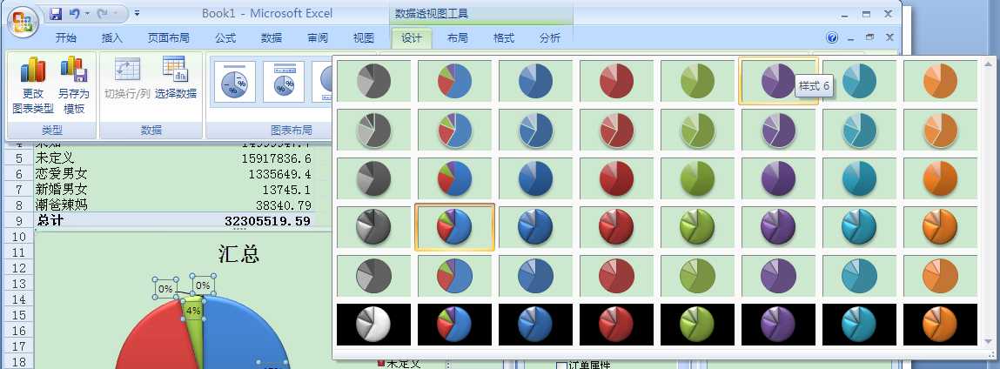 Book1 - Microsoft Excel
数据透视图工具
开始 插入 页面布局 公式 数据 审阅 视图 设计 布局 格式 分析
更改图表类型
另存为模板
切换行/列
选择数据
类型 数据 图表布局
样式 6
4
5 未定义 15917836.6
6 恋爱男女 1335649.4
7 新婚男女 13745.1
8 潮爸辣妈 38340.79
9 总计 32305519.59
10
11 汇总
12
13 0% 0%
14
15 4%
16
17
18
未定义
订单属性